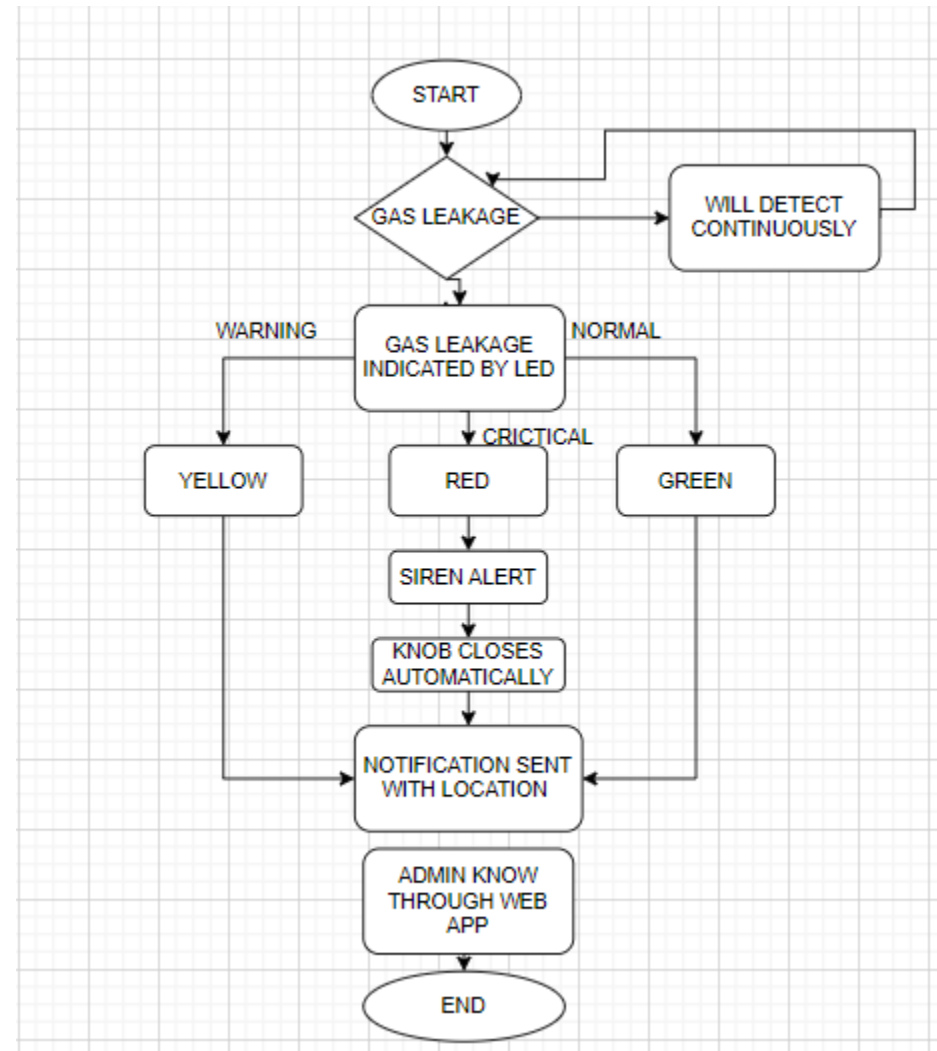 START
GAS LEAKAGE
WILL DETECT
CONTINUOUSLY
GAS LEAKAGE
INDICATED BY LED
WARNING
NORMAL
CRICTICAL
YELLOW
RED
GREEN
SIREN ALERT
KNOB CLOSES
AUTOMATICALLY
NOTIFICATION SENT
WITH LOCATION
ADMIN KNOW
THROUGH WEB
APP
END